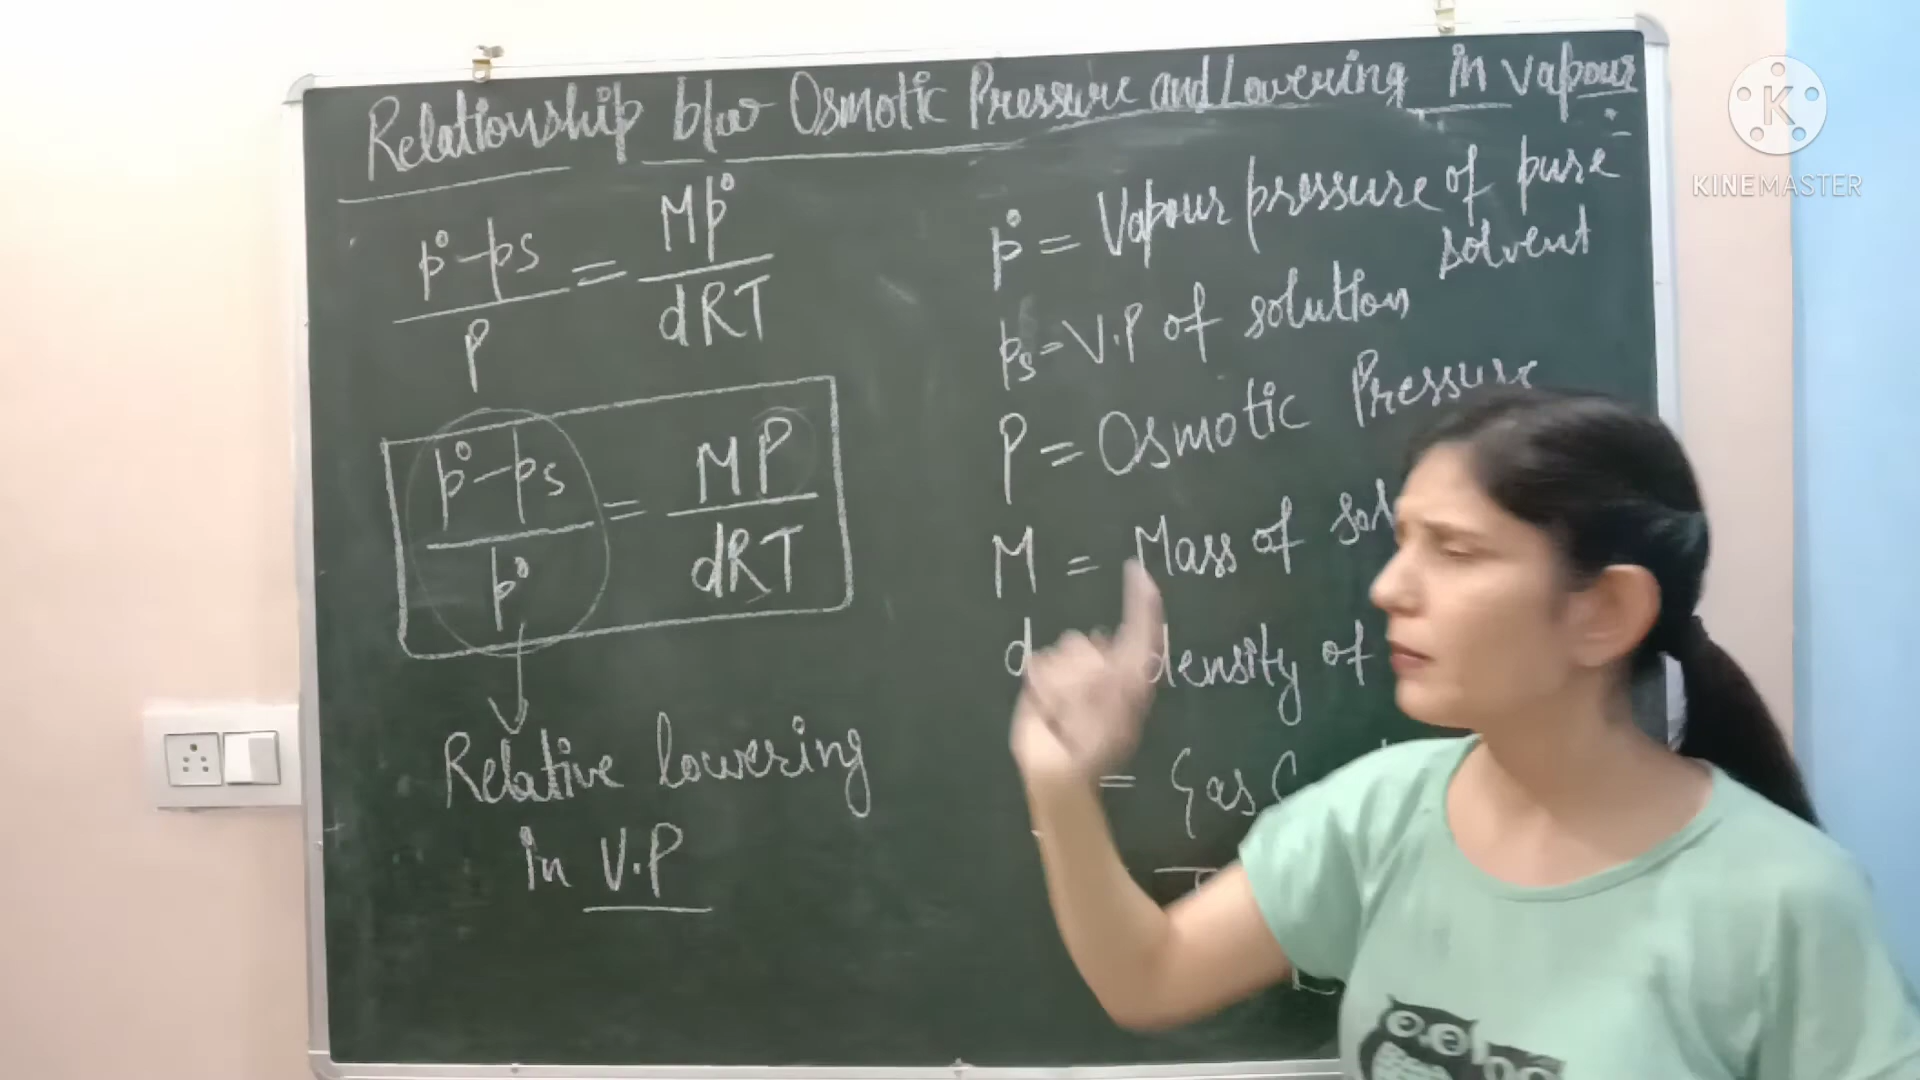 Relationship b/w Osmotic Pressure and Lowering in vapour :-
p° - ps / P = Mp° / dRT
p° - ps / p° = MP / dRT
Relative lowering
in V.P
p° = Vapour pressure of pure
solvent
ps = V.P of solution
P = Osmotic Pressure
M = Mass of
d density of
= Gas
KINEMASTER